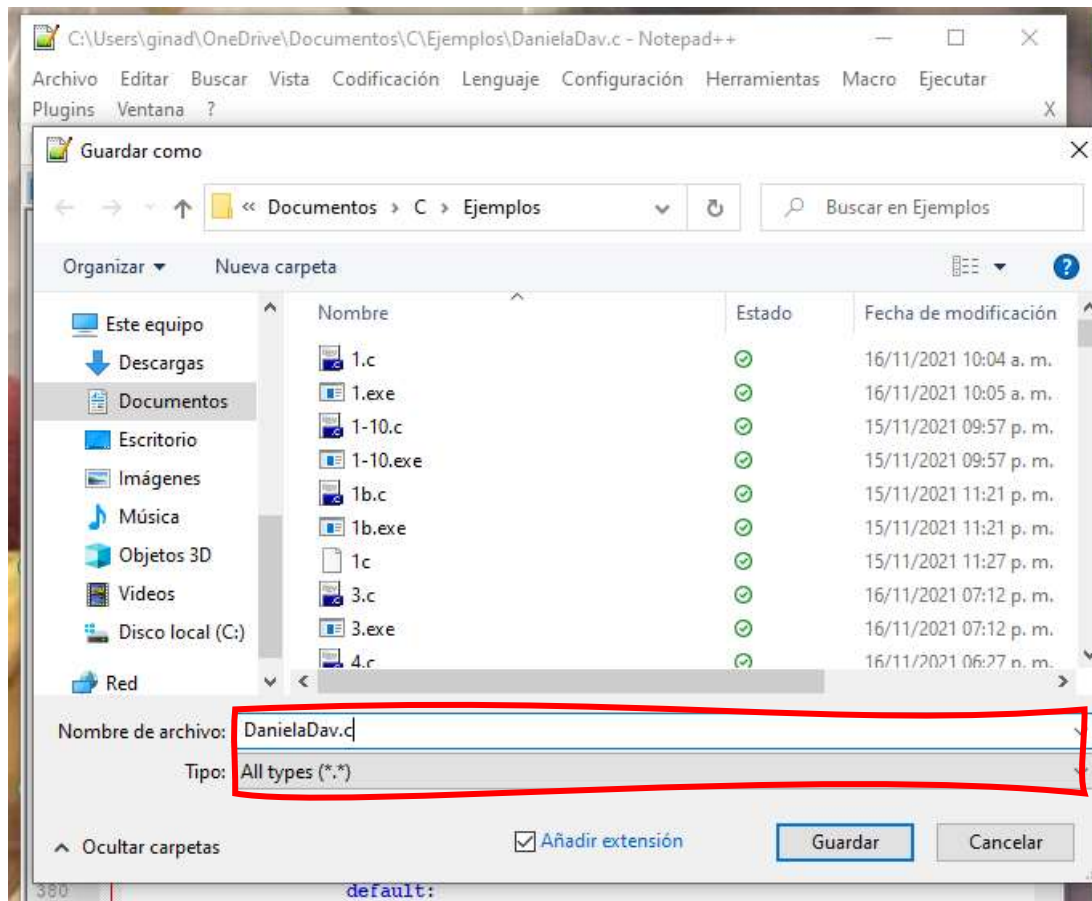 C:\Users\ginad\OneDrive\Documentos\C\Ejemplos\DanielaDav.c - Notepad++
Archivo Editar Buscar Vista Codificación Lenguaje Configuración Herramientas Macro Ejecutar
Plugins Ventana ? X
Guardar como
« Documentos › C › Ejemplos Buscar en Ejemplos
Organizar Nueva carpeta
Este equipo
Descargas
Documentos
Escritorio
Imágenes
Música
Objetos 3D
Videos
Disco local (C:)
Red
Nombre Estado Fecha de modificación
1.c 16/11/2021 10:04 a. m.
1.exe 16/11/2021 10:05 a. m.
1-10.c 15/11/2021 09:57 p. m.
1-10.exe 15/11/2021 09:57 p. m.
1b.c 15/11/2021 11:21 p. m.
1b.exe 15/11/2021 11:21 p. m.
1c 15/11/2021 11:27 p. m.
3.c 16/11/2021 07:12 p. m.
3.exe 16/11/2021 07:12 p. m.
4.c 16/11/2021 06:27 p. m.
Nombre de archivo: DanielaDav.c
Tipo: All types (*.*)
Ocultar carpetas Añadir extensión Guardar Cancelar
380 default: